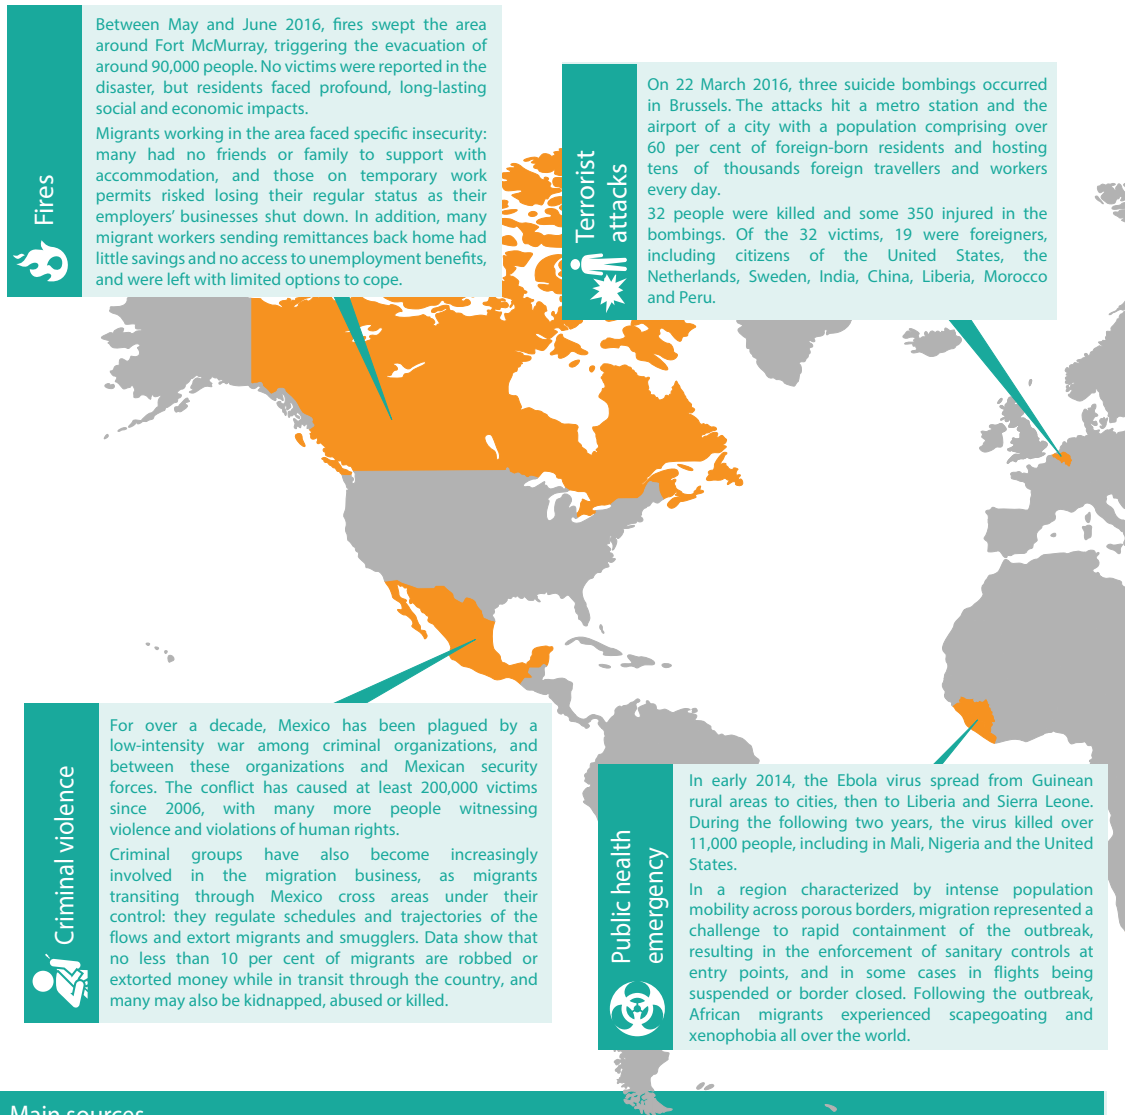 Fires
Between May and June 2016, fires swept the area
around Fort McMurray, triggering the evacuation of
around 90,000 people. No victims were reported in the
disaster, but residents faced profound, long-lasting
social and economic impacts.
Migrants working in the area faced specific insecurity:
many had no friends or family to support with
accommodation, and those on temporary work
permits risked losing their regular status as their
employers’ businesses shut down. In addition, many
migrant workers sending remittances back home had
little savings and no access to unemployment benefits,
and were left with limited options to cope.
Terrorist
attacks
On 22 March 2016, three suicide bombings occurred
in Brussels. The attacks hit a metro station and the
airport of a city with a population comprising over
60 per cent of foreign-born residents and hosting
tens of thousands foreign travellers and workers
every day.
32 people were killed and some 350 injured in the
bombings. Of the 32 victims, 19 were foreigners,
including citizens of the United States, the
Netherlands, Sweden, India, China, Liberia, Morocco
and Peru.
Criminal violence
For over a decade, Mexico has been plagued by a
low-intensity war among criminal organizations, and
between these organizations and Mexican security
forces. The conflict has caused at least 200,000 victims
since 2006, with many more people witnessing
violence and violations of human rights.
Criminal groups have also become increasingly
involved in the migration business, as migrants
transiting through Mexico cross areas under their
control: they regulate schedules and trajectories of the
flows and extort migrants and smugglers. Data show that
no less than 10 per cent of migrants are robbed or
extorted money while in transit through the country, and
many may also be kidnapped, abused or killed.
Public health
emergency
In early 2014, the Ebola virus spread from Guinean
rural areas to cities, then to Liberia and Sierra Leone.
During the following two years, the virus killed over
11,000 people, including in Mali, Nigeria and the United
States.
In a region characterized by intense population
mobility across porous borders, migration represented a
challenge to rapid containment of the outbreak,
resulting in the enforcement of sanitary controls at
entry points, and in some cases in flights being
suspended or border closed. Following the outbreak,
African migrants experienced scapegoating and
xenophobia all over the world.
Main sources